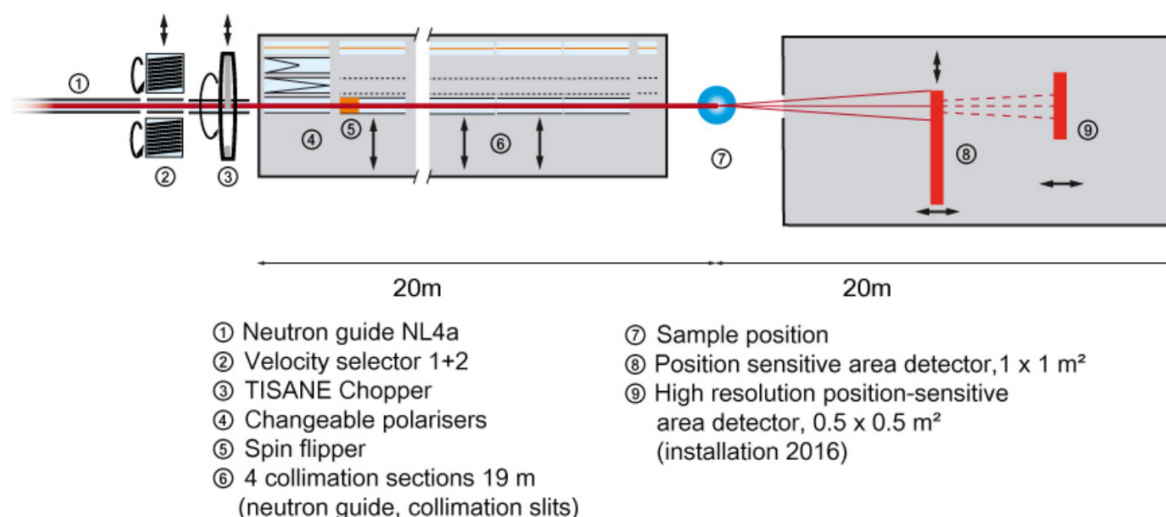 ①
②
③
④
⑤
⑥
⑦
⑧
⑨
20m
20m
① Neutron guide NL4a
② Velocity selector 1+2
③ TISANE Chopper
④ Changeable polarisers
⑤ Spin flipper
⑥ 4 collimation sections 19 m
(neutron guide, collimation slits)
⑦ Sample position
⑧ Position sensitive area detector,1 x 1 m²
⑨ High resolution position-sensitive
area detector, 0.5 x 0.5 m²
(installation 2016)